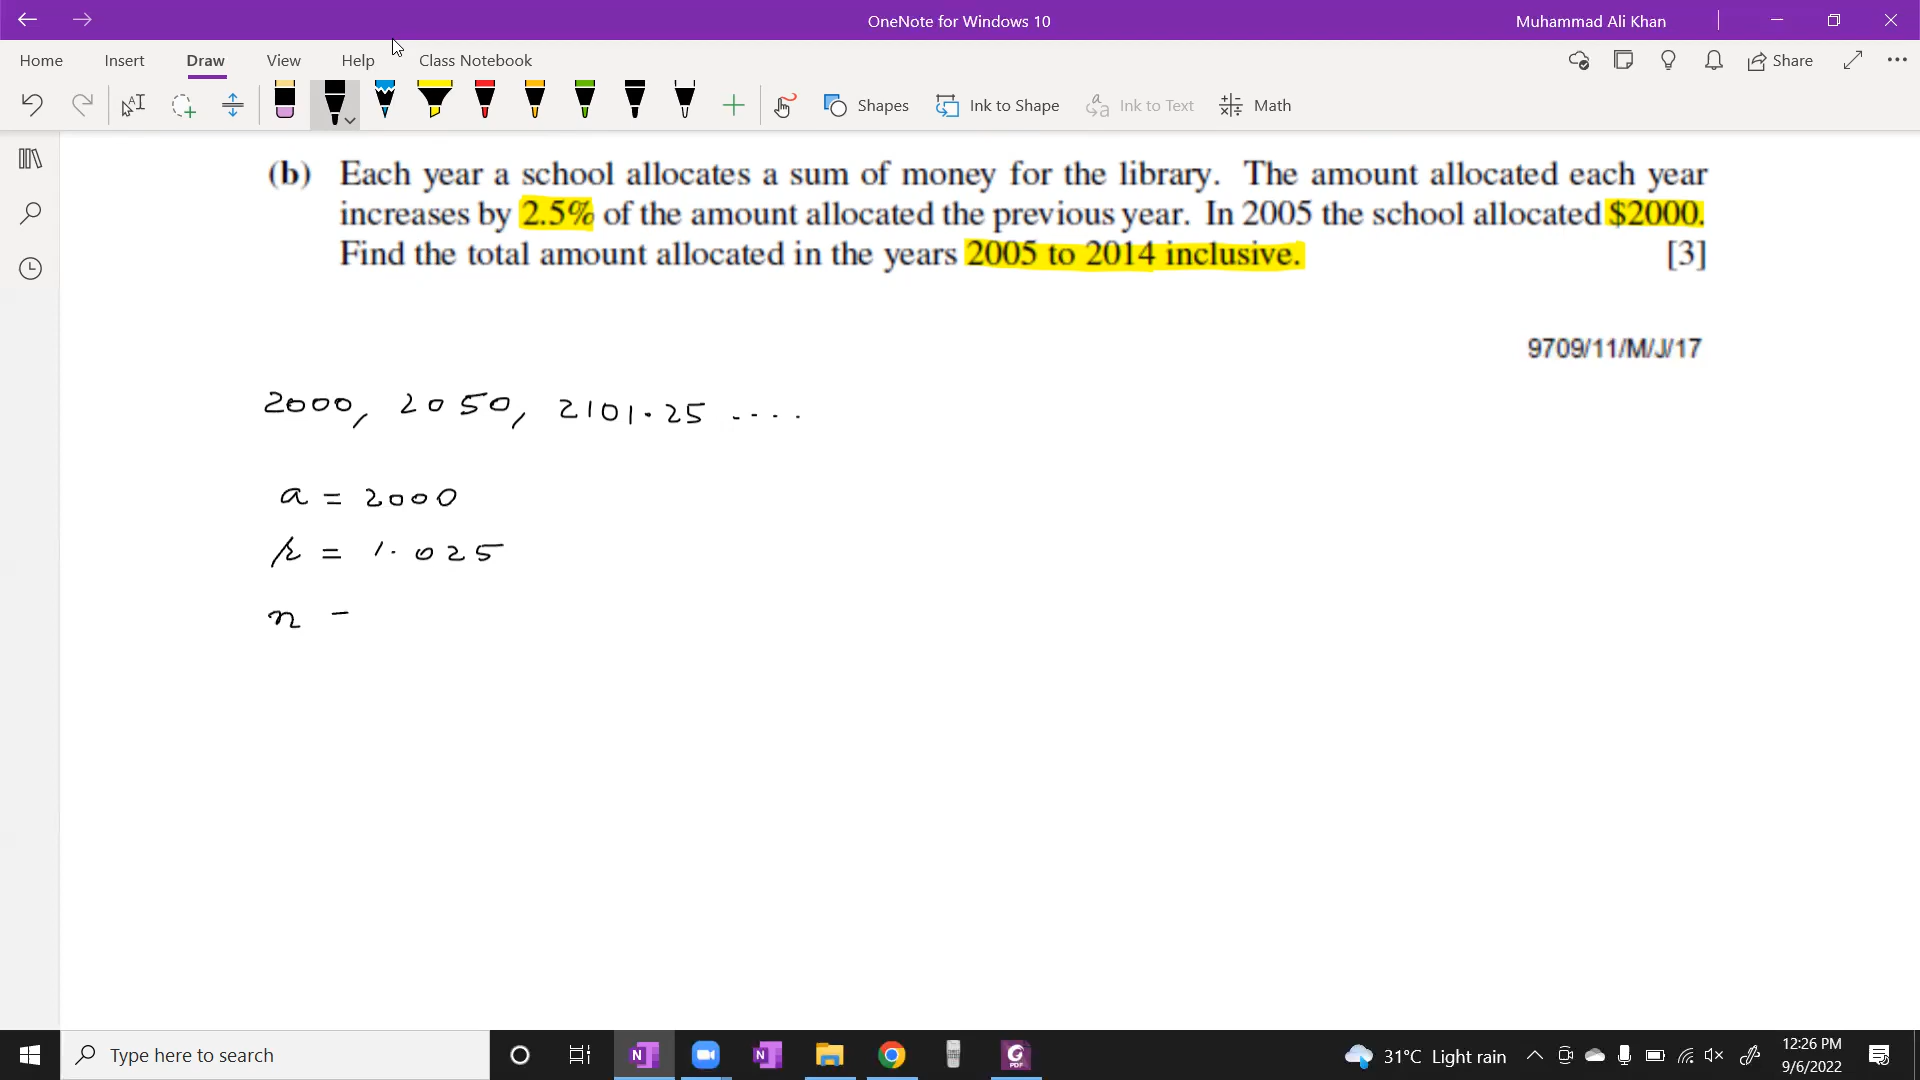 OneNote for Windows 10
Muhammad Ali Khan
Home Insert Draw View Help Class Notebook
Share
Shapes Ink to Shape Ink to Text Math
(b) Each year a school allocates a sum of money for the library. The amount allocated each year
increases by 2.5% of the amount allocated the previous year. In 2005 the school allocated $2000.
Find the total amount allocated in the years 2005 to 2014 inclusive. [3]
9709/11/M/J/17
2000, 2050, 2101.25 ....
a = 2000
r = 1.025
n -
Type here to search
31°C Light rain
12:26 PM
9/6/2022